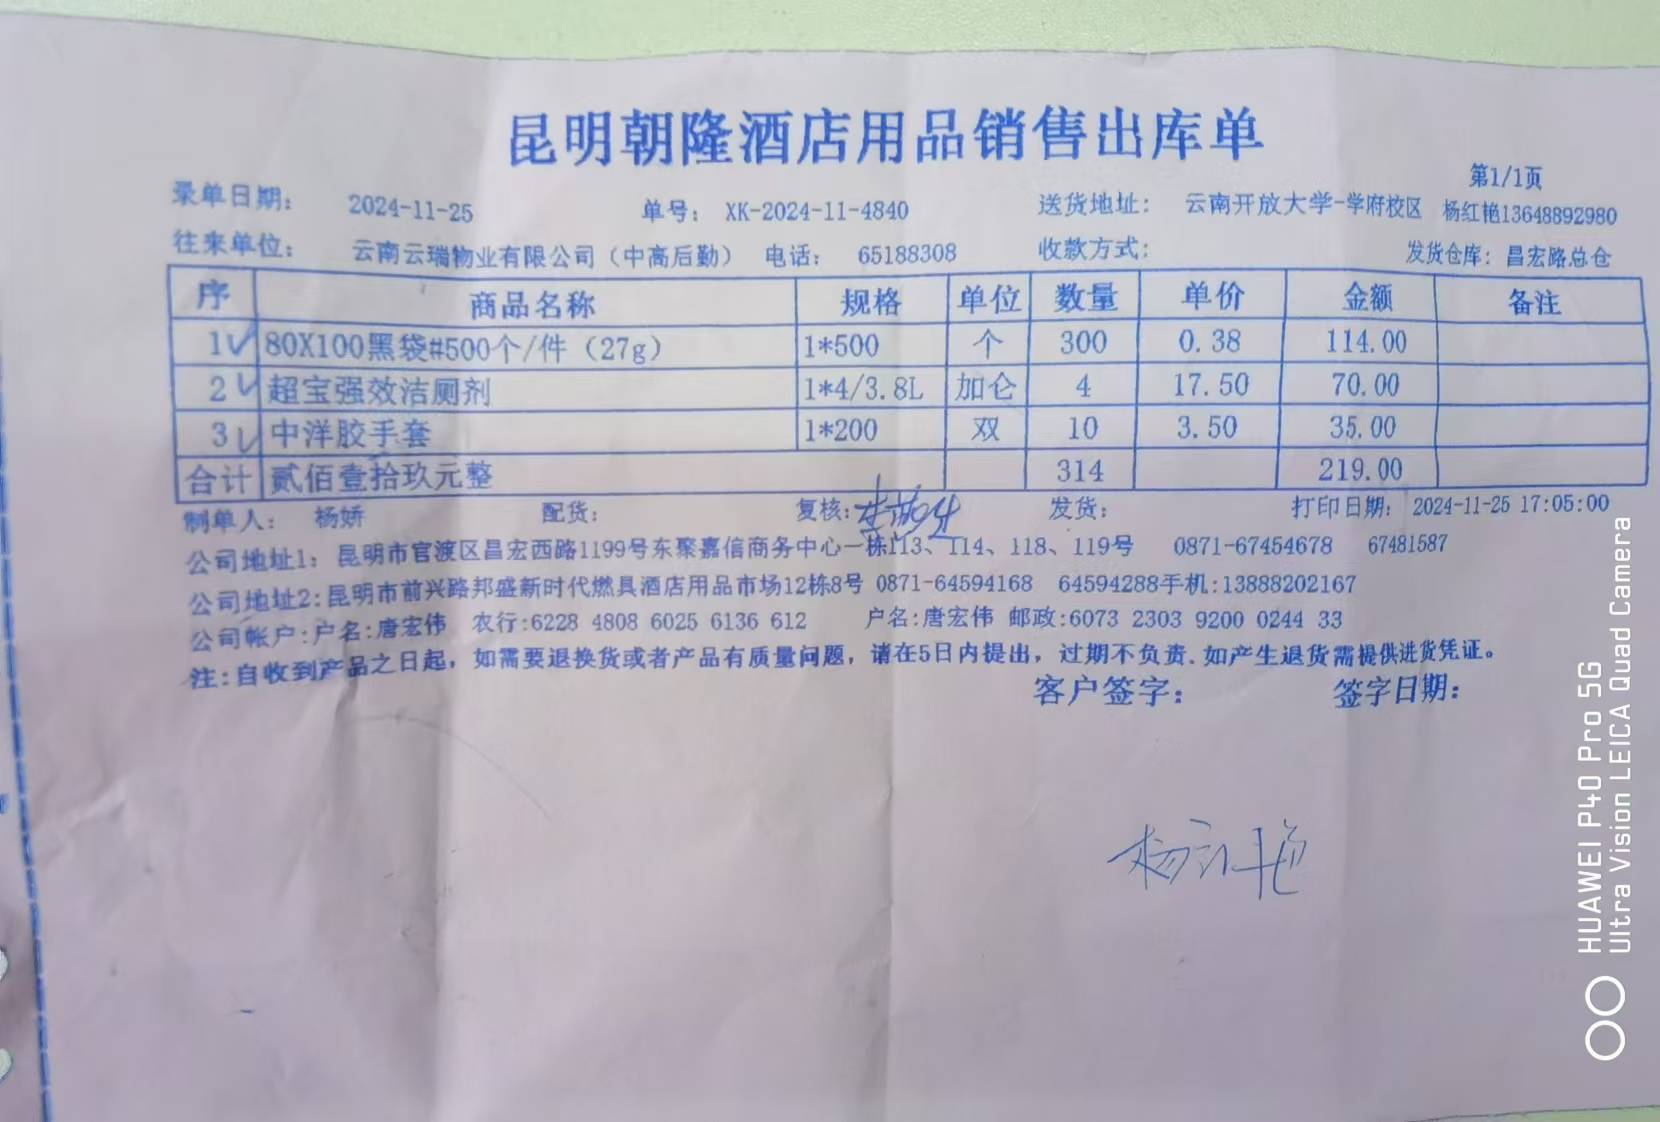 昆明朝隆酒店用品销售出库单
第1/1页
录单日期： 2024-11-25 单号： XK-2024-11-4840 送货地址： 云南开放大学-学府校区 杨红艳13648892980
往来单位： 云南云瑞物业有限公司（中高后勤） 电话： 65188308 收款方式： 发货仓库：昌宏路总仓
序 商品名称 规格 单位 数量 单价 金额 备注
1 80X100黑袋#500个/件（27g） 1*500 个 300 0.38 114.00
2 超宝强效洁厕剂 1*4/3.8L 加仑 4 17.50 70.00
3 中洋胶手套 1*200 双 10 3.50 35.00
合计 贰佰壹拾玖元整 314 219.00
制单人： 杨娇 配货： 复核： 发货： 打印日期： 2024-11-25 17:05:00
公司地址1： 昆明市官渡区昌宏西路1199号东聚嘉信商务中心一栋113、114、118、119号 0871-67454678 67481587
公司地址2:昆明市前兴路邦盛新时代燃具酒店用品市场12栋8号 0871-64594168 64594288手机:13888202167
公司帐户:户名:唐宏伟 农行:6228 4808 6025 6136 612 户名:唐宏伟 邮政:6073 2303 9200 0244 33
注:自收到产品之日起，如需要退换货或者产品有质量问题，请在5日内提出，过期不负责.如产生退货需提供进货凭证。
客户签字： 签字日期：
杨红艳
HUAWEI P40 Pro 5G
Ultra Vision LEICA Quad Camera